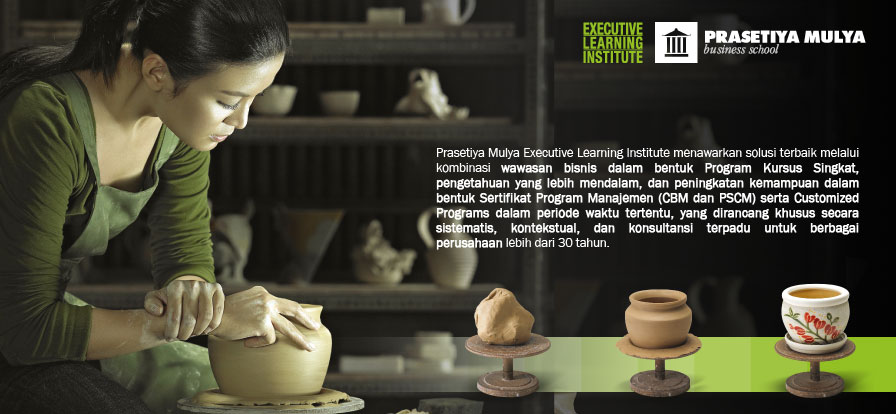 EXECUTIVE
LEARNING
INSTITUTE
PRASETIYA MULYA
business school
Prasetiya Mulya Executive Learning Institute menawarkan solusi terbaik melalui
kombinasi wawasan bisnis dalam bentuk Program Kursus Singkat,
pengetahuan yang lebih mendalam, dan peningkatan kemampuan dalam
bentuk Sertifikat Program Manajemen (CBM dan PSCM) serta Customized
Programs dalam periode waktu tertentu, yang dirancang khusus secara
sistematis, kontekstual, dan konsultansi terpadu untuk berbagai
perusahaan lebih dari 30 tahun.